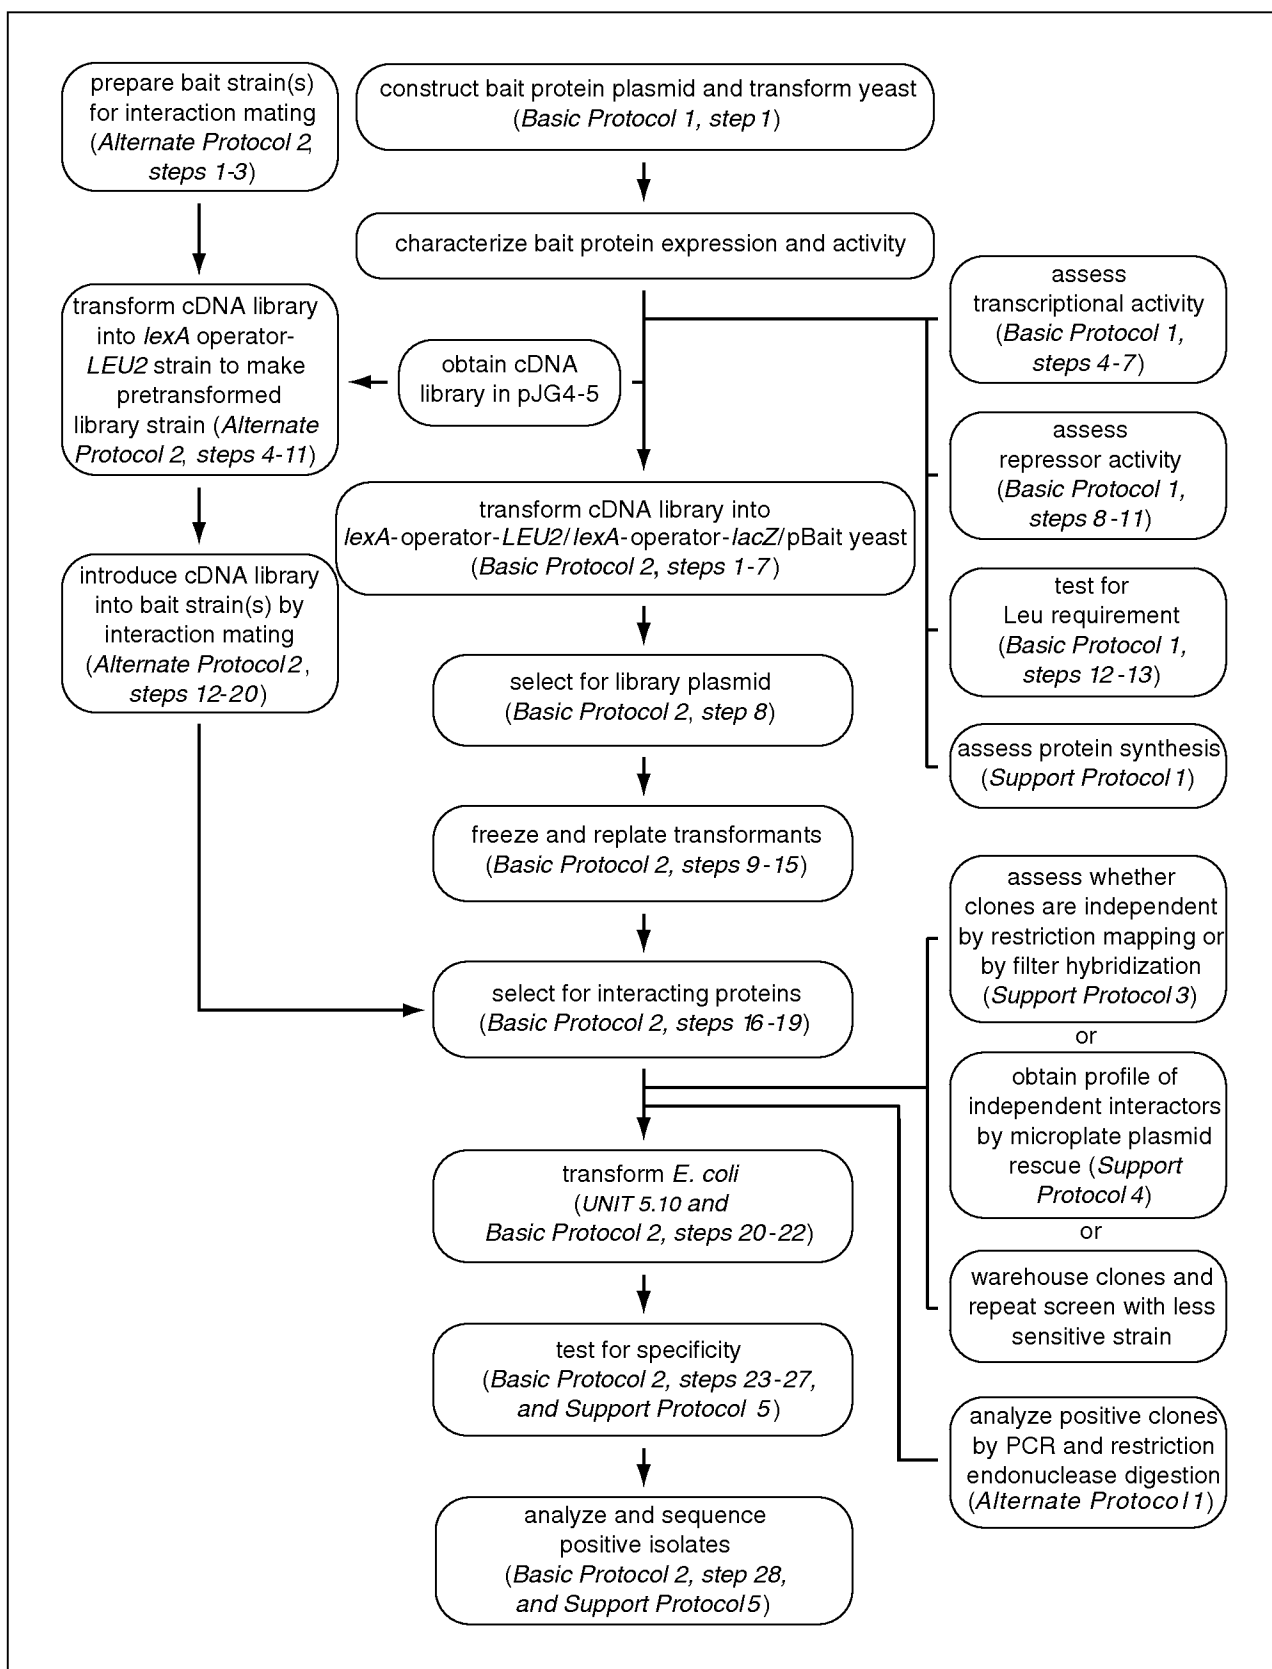 prepare bait strain(s)
for interaction mating
(Alternate Protocol 2,
steps 1-3)
construct bait protein plasmid and transform yeast
(Basic Protocol 1, step 1)
characterize bait protein expression and activity
transform cDNA library
into lexA operator-
LEU2 strain to make
pretransformed
library strain (Alternate
Protocol 2, steps 4-11)
obtain cDNA
library in pJG4-5
assess
transcriptional activity
(Basic Protocol 1,
steps 4-7)
assess
repressor activity
(Basic Protocol 1,
steps 8-11)
test for
Leu requirement
(Basic Protocol 1,
steps 12-13)
assess protein synthesis
(Support Protocol 1)
transform cDNA library into
lexA-operator-LEU2/lexA-operator-lacZ/pBait yeast
(Basic Protocol 2, steps 1-7)
introduce cDNA library
into bait strain(s) by
interaction mating
(Alternate Protocol 2,
steps 12-20)
select for library plasmid
(Basic Protocol 2, step 8)
freeze and replate transformants
(Basic Protocol 2, steps 9-15)
select for interacting proteins
(Basic Protocol 2, steps 16-19)
assess whether
clones are independent
by restriction mapping or
by filter hybridization
(Support Protocol 3)
or
obtain profile of
independent interactors
by microplate plasmid
rescue (Support
Protocol 4)
or
warehouse clones and
repeat screen with less
sensitive strain
analyze positive clones
by PCR and restriction
endonuclease digestion
(Alternate Protocol 1)
transform E. coli
(UNIT 5.10 and
Basic Protocol 2, steps 20-22)
test for specificity
(Basic Protocol 2, steps 23-27,
and Support Protocol 5)
analyze and sequence
positive isolates
(Basic Protocol 2, step 28,
and Support Protocol 5)